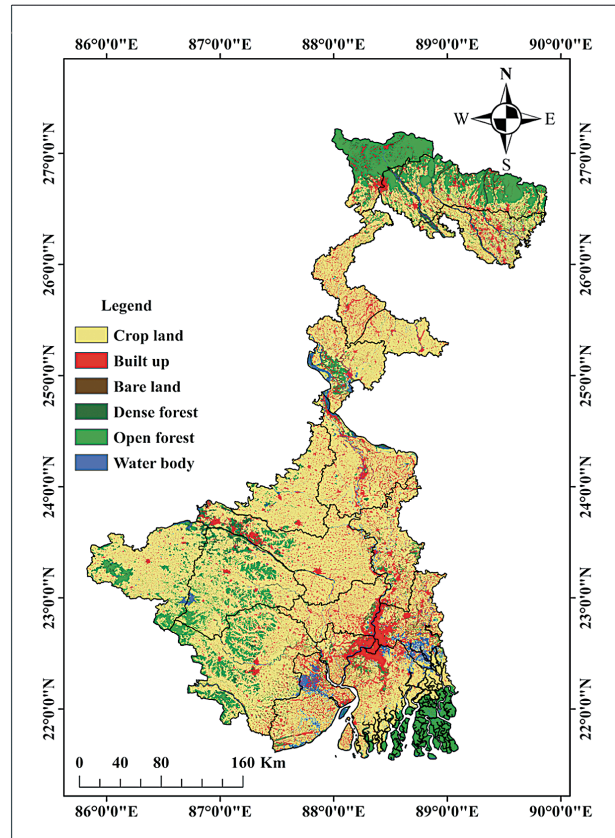 86°0'0"E 87°0'0"E 88°0'0"E 89°0'0"E 90°0'0"E
N
W E
S
27°0'0"N 27°0'0"N
26°0'0"N 26°0'0"N
25°0'0"N 25°0'0"N
24°0'0"N 24°0'0"N
23°0'0"N 23°0'0"N
22°0'0"N 22°0'0"N
Legend
Crop land
Built up
Bare land
Dense forest
Open forest
Water body
0 40 80 160 Km
86°0'0"E 87°0'0"E 88°0'0"E 89°0'0"E 90°0'0"E